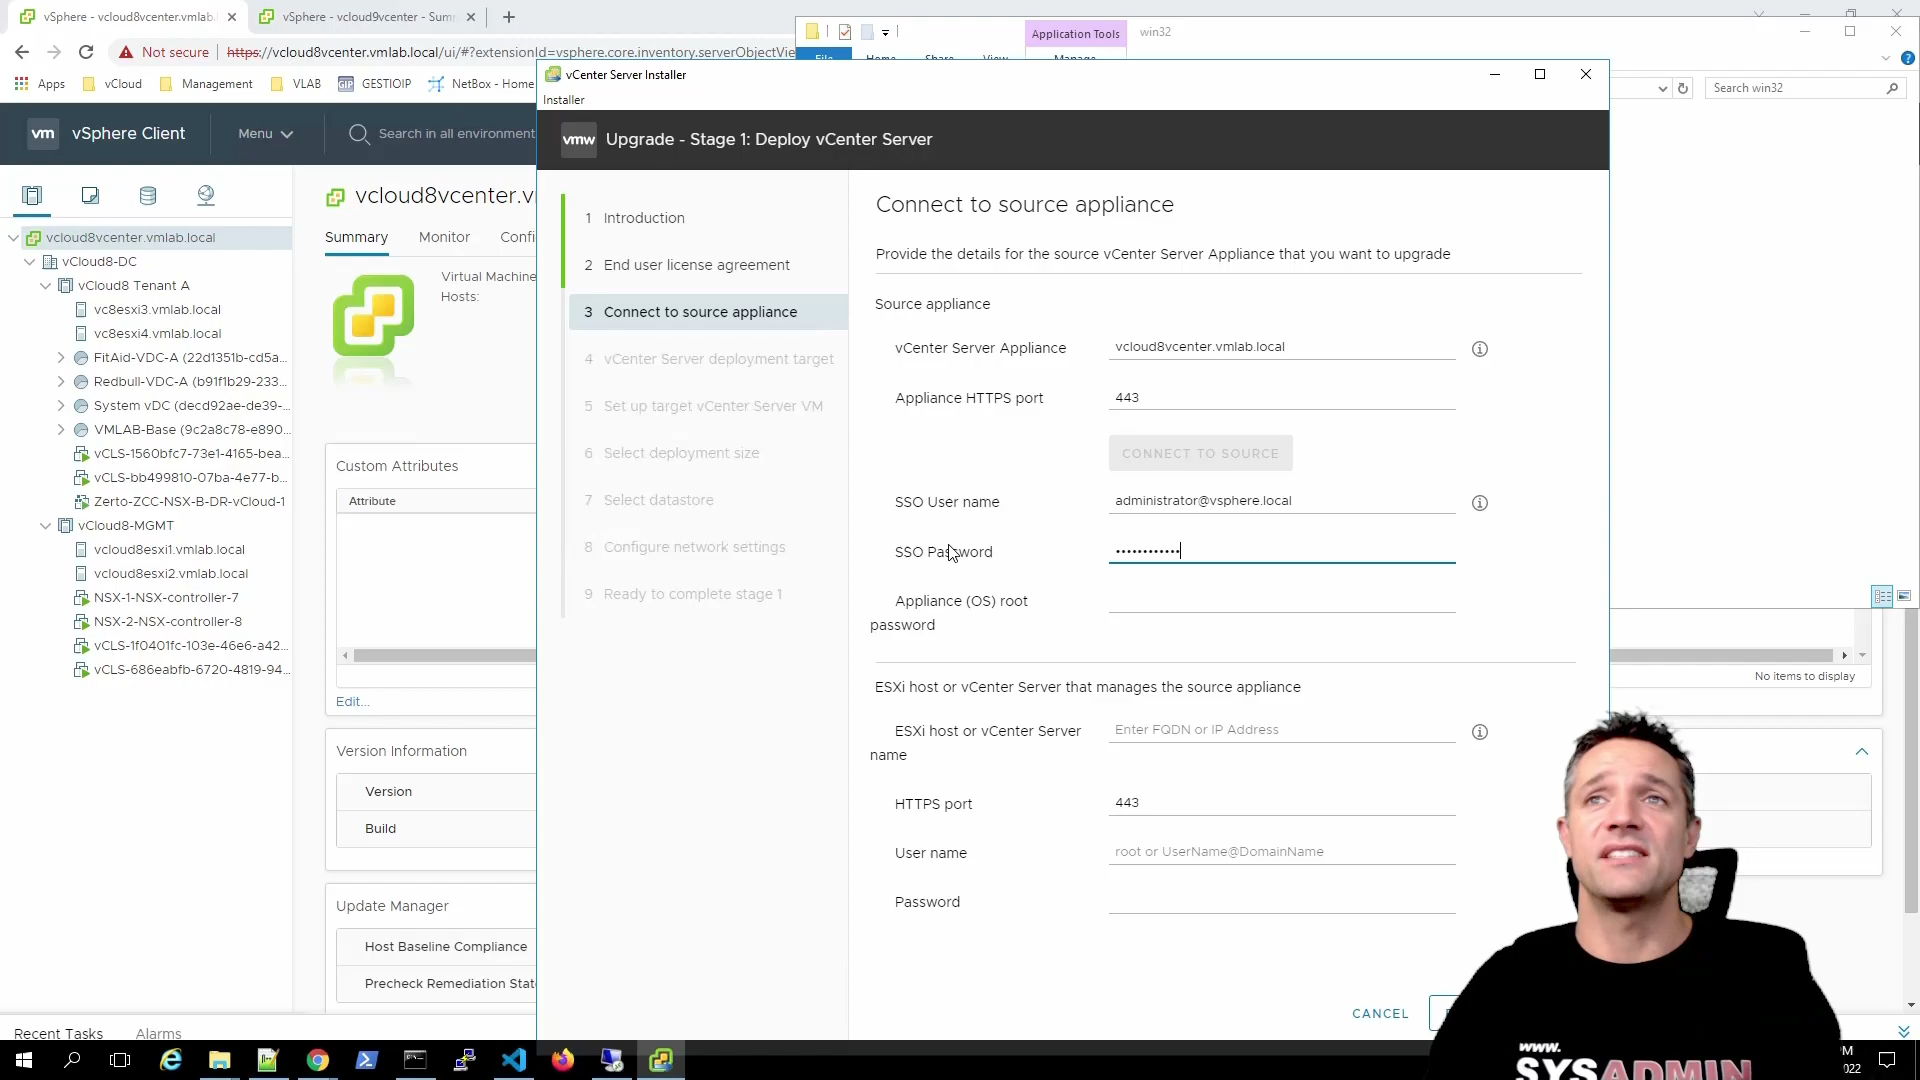 vSphere - vcloud8vcenter.vmlab.
vSphere - vcloud9vcenter - Sum
Not secure
https://vcloud8vcenter.vmlab.local/ui/#?extensionId=vsphere.core.inventory.serverObjectVie
Application Tools
win32
File
Home
Share
View
Manage
Apps
vCloud
Management
VLAB
GESTIOIP
NetBox - Home
Search win32
vCenter Server Installer
Installer
vm
vSphere Client
Menu
Search in all environment
vmw
Upgrade - Stage 1: Deploy vCenter Server
vcloud8vcenter.vmlab.local
vCloud8-DC
vCloud8 Tenant A
vc8esxi3.vmlab.local
vc8esxi4.vmlab.local
FitAid-VDC-A (22d1351b-cd5a...
Redbull-VDC-A (b91f1b29-233...
System vDC (decd92ae-de39-...
VMLAB-Base (9c2a8c78-e890...
vCLS-1560bfc7-73e1-4165-bea...
vCLS-bb499810-07ba-4e77-b...
Zerto-ZCC-NSX-B-DR-vCloud-1
vCloud8-MGMT
vcloud8esxi1.vmlab.local
vcloud8esxi2.vmlab.local
NSX-1-NSX-controller-7
NSX-2-NSX-controller-8
vCLS-1f0401fc-103e-46e6-a42...
vCLS-686eabfb-6720-4819-94...
vcloud8vcenter.v
Summary
Monitor
Confi
Virtual Machine
Hosts:
Custom Attributes
Attribute
Edit...
Version Information
Version
Build
Update Manager
Host Baseline Compliance
Precheck Remediation Stat
1 Introduction
2 End user license agreement
3 Connect to source appliance
4 vCenter Server deployment target
5 Set up target vCenter Server VM
6 Select deployment size
7 Select datastore
8 Configure network settings
9 Ready to complete stage 1
Connect to source appliance
Provide the details for the source vCenter Server Appliance that you want to upgrade
Source appliance
vCenter Server Appliance
vcloud8vcenter.vmlab.local
Appliance HTTPS port
443
CONNECT TO SOURCE
SSO User name
administrator@vsphere.local
SSO Password
••••••••••••
Appliance (OS) root
password
ESXi host or vCenter Server that manages the source appliance
ESXi host or vCenter Server
name
Enter FQDN or IP Address
HTTPS port
443
User name
root or UserName@DomainName
Password
CANCEL
No items to display
Recent Tasks
Alarms
www.
SYSADMIN